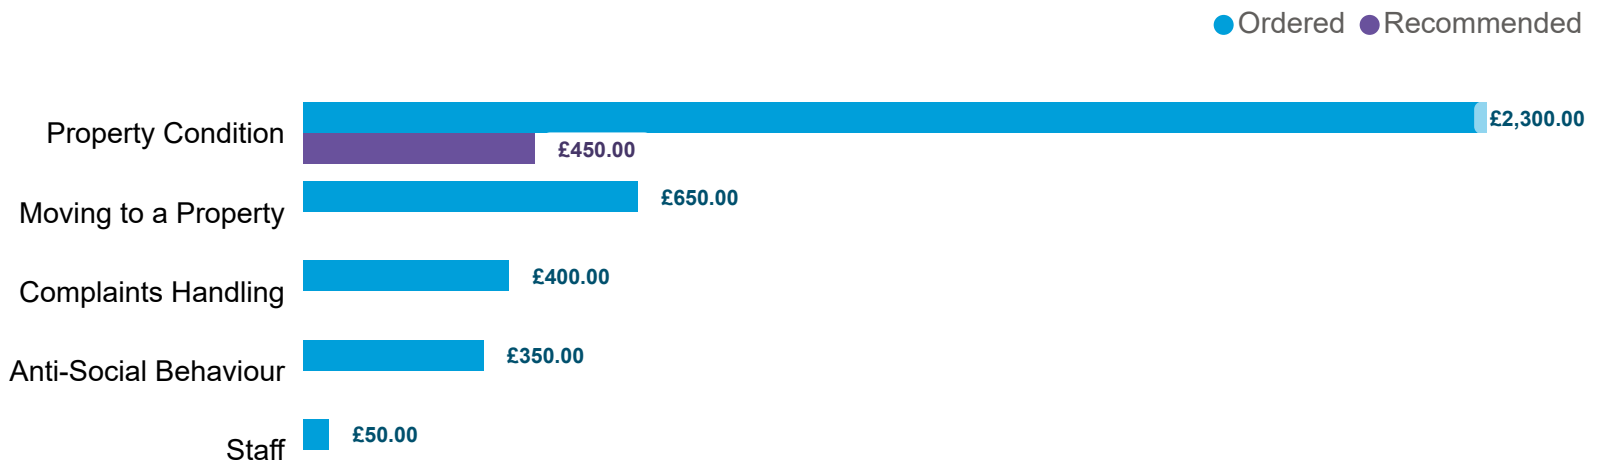 Ordered Recommended
Property Condition
£2,300.00
£450.00
Moving to a Property
£650.00
Complaints Handling
£400.00
Anti-Social Behaviour
£350.00
Staff
£50.00